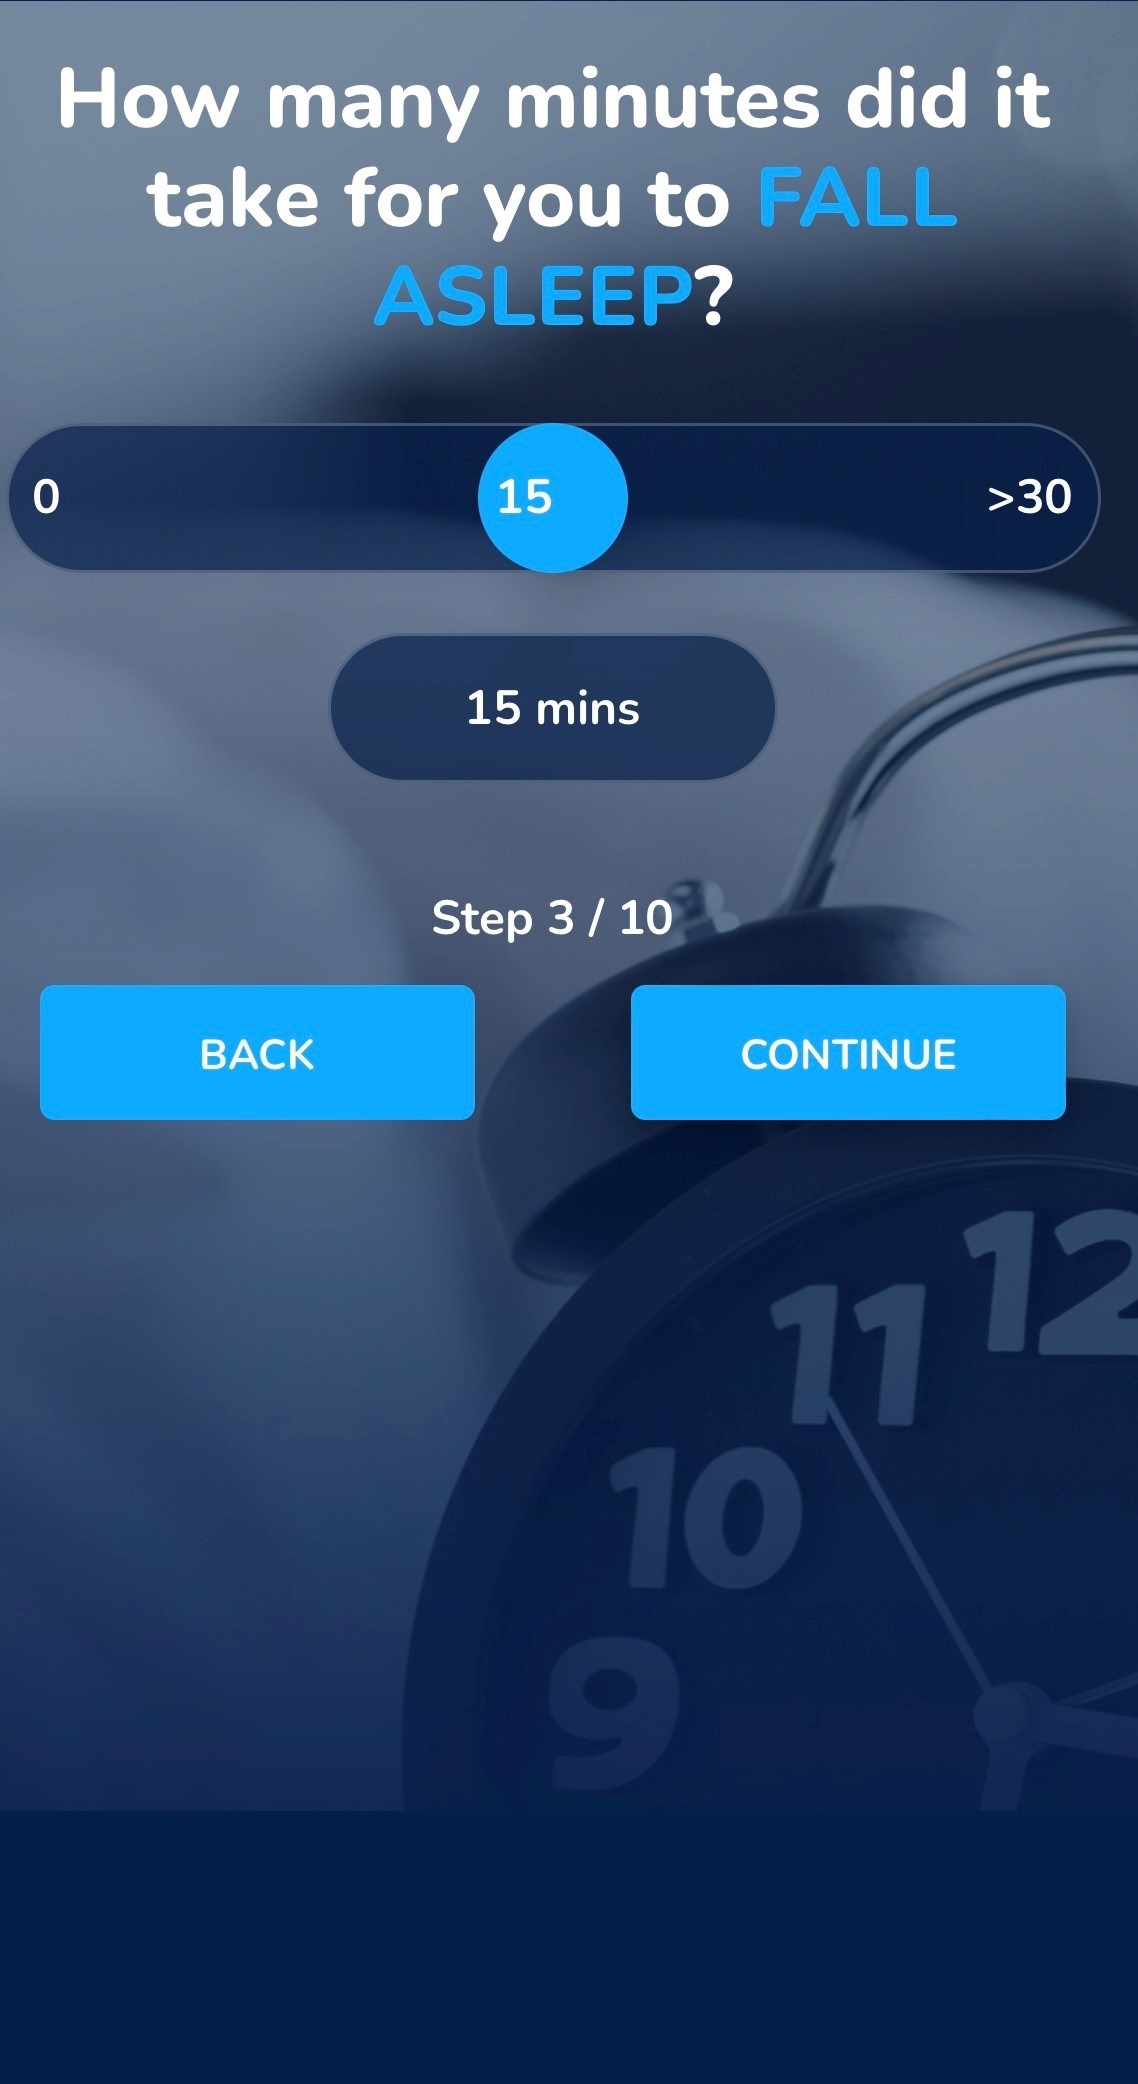 How many minutes did it
take for you to FALL
ASLEEP?
0 15 >30
15 mins
Step 3 / 10
BACK CONTINUE
12
11
10
9